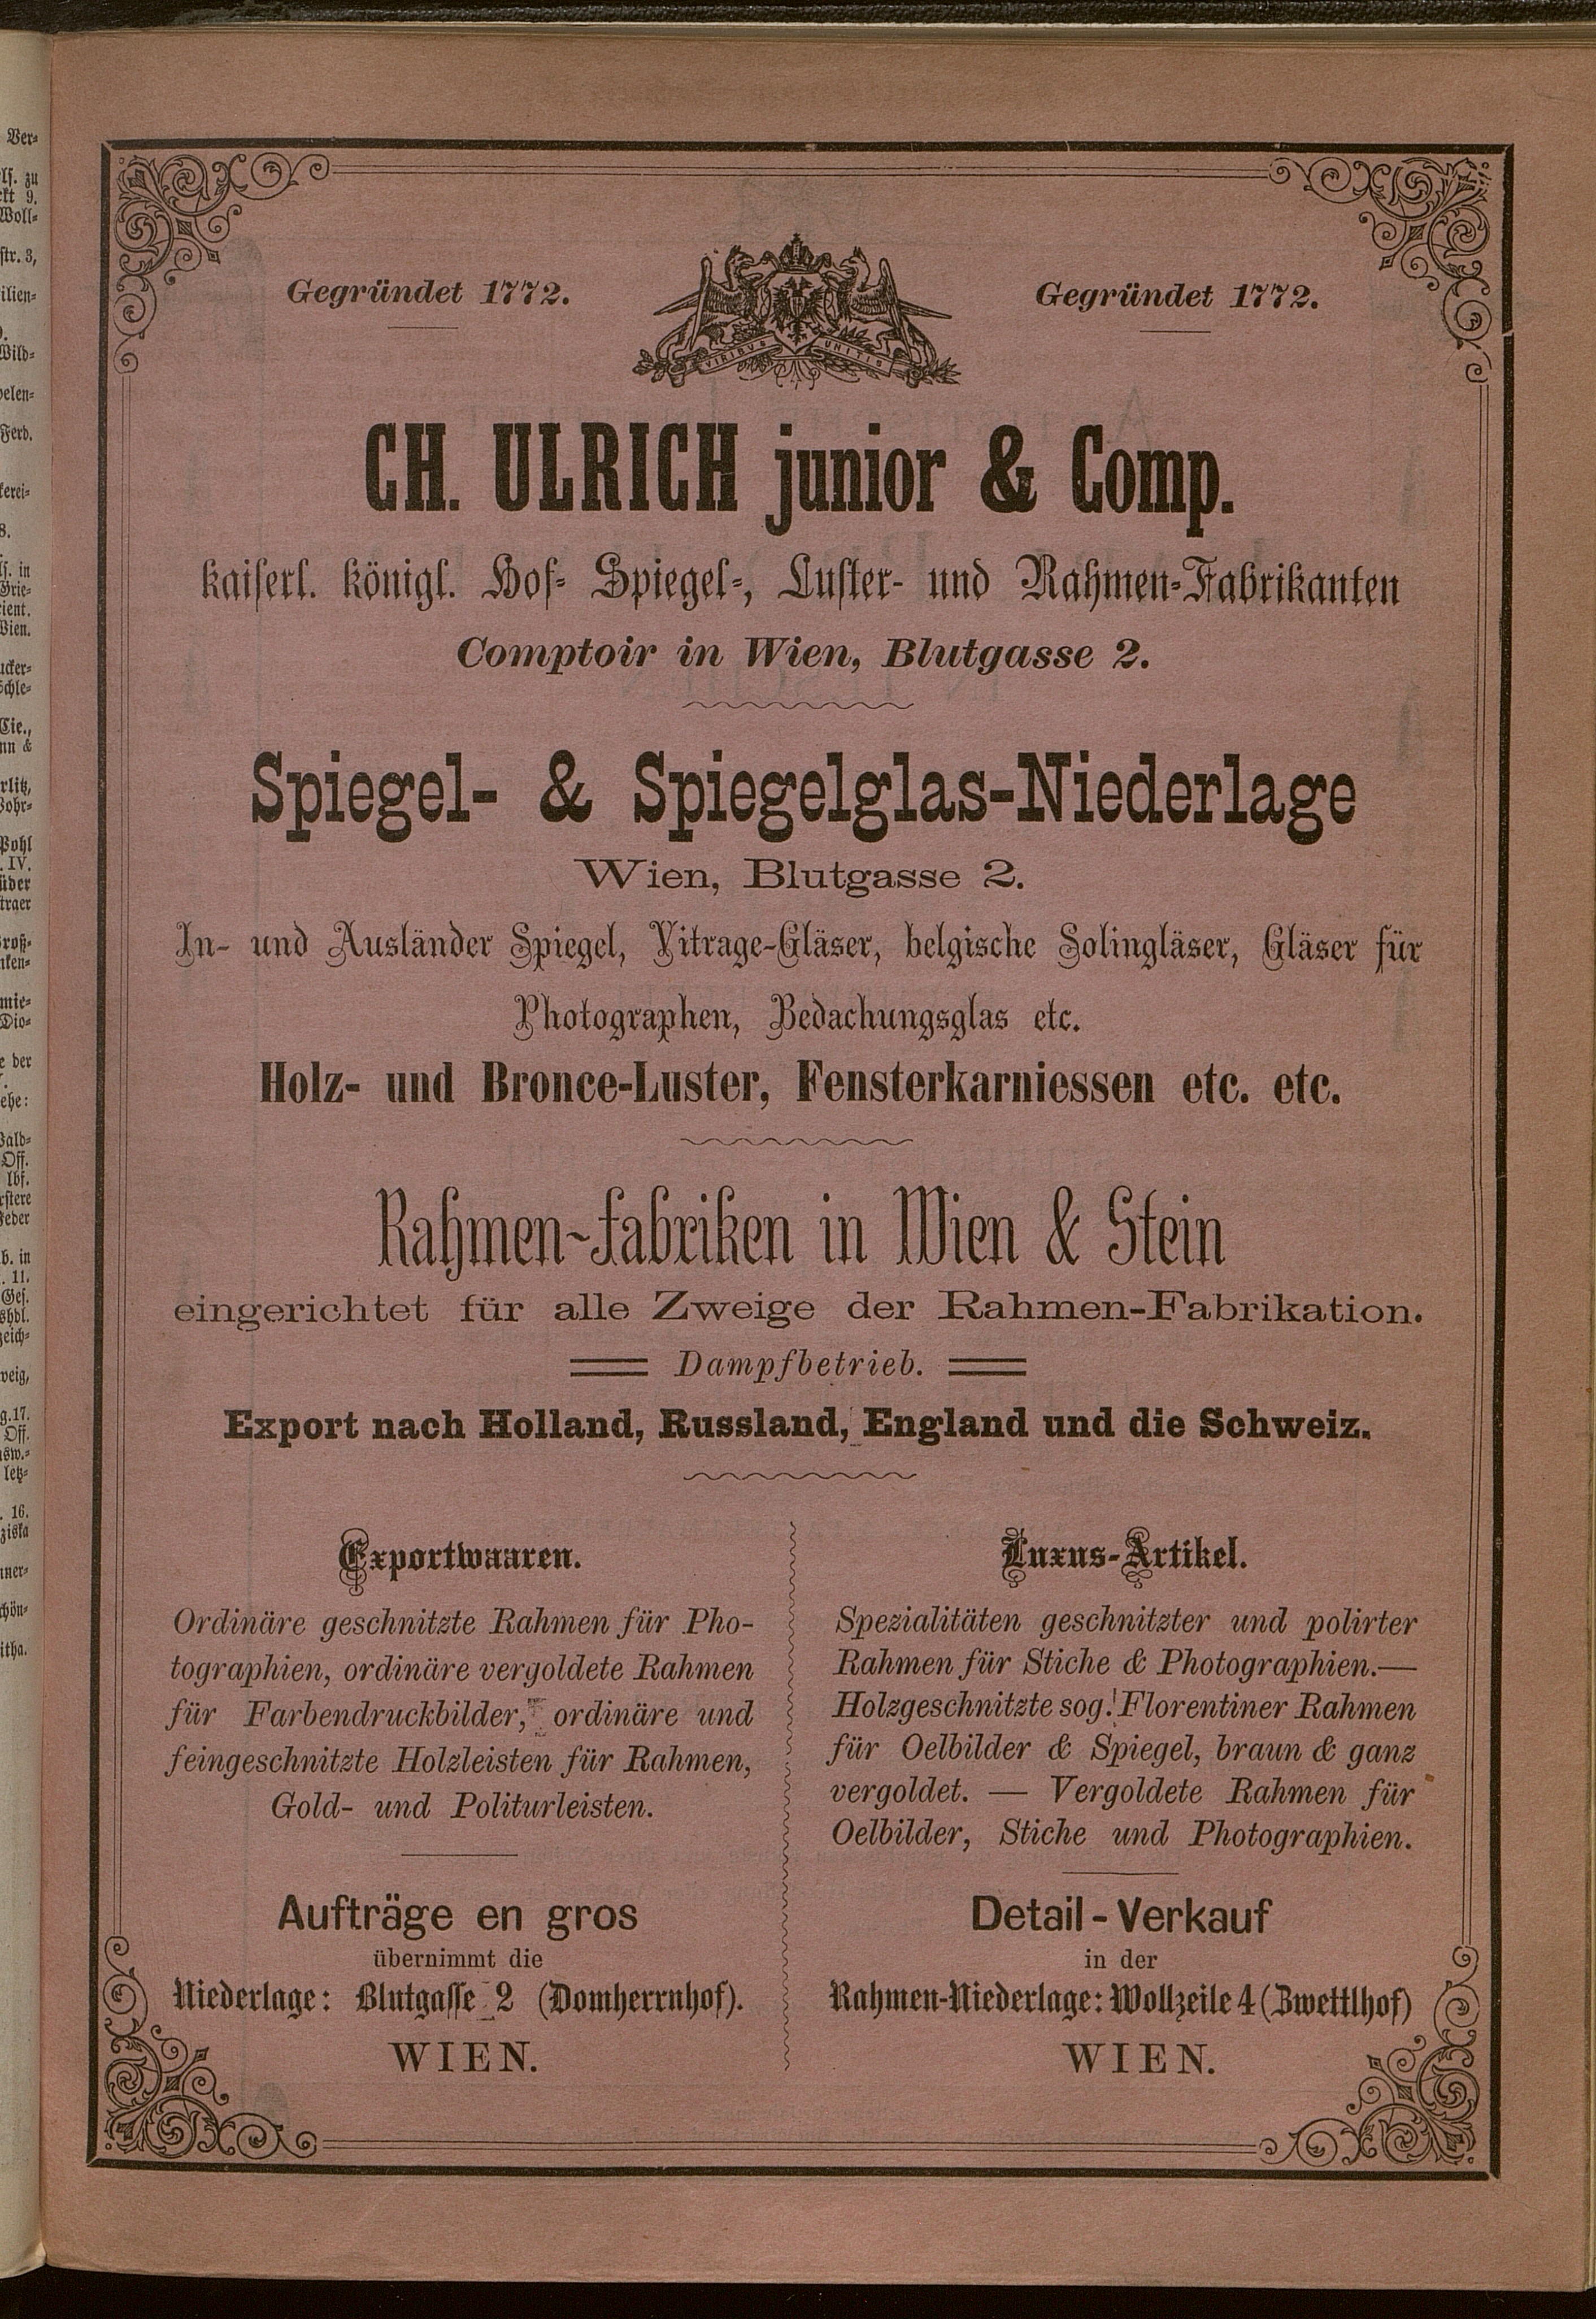 Gegründet 1772.
Gegründet 1772.
VIRIBUS UNITIS
CH. ULRICH junior & Comp.
kaiserl. königl. Hof- Spiegel-, Luster- und Rahmen-Fabrikanten
Comptoir in Wien, Blutgasse 2.
Spiegel- & Spiegelglas-Niederlage
Wien, Blutgasse 2.
In- und Ausländer Spiegel, Vitrage-Gläser, belgische Solingläser, Gläser für
Photographen, Bedachungsglas etc.
Holz- und Bronce-Luster, Fensterkarniessen etc. etc.
Rahmen-Fabriken in Wien & Stein
eingerichtet für alle Zweige der Rahmen-Fabrikation.
Dampfbetrieb.
Export nach Holland, Russland, England und die Schweiz.
Exportwaaren.
Ordinäre geschnitzte Rahmen für Pho-
tographien, ordinäre vergoldete Rahmen
für Farbendruckbilder, ordinäre und
feingeschnitzte Holzleisten für Rahmen,
Gold- und Politurleisten.
Aufträge en gros
übernimmt die
Niederlage: Blutgasse 2 (Domherrnhof).
WIEN.
Luxus-Artikel.
Spezialitäten geschnitzter und polirter
Rahmen für Stiche & Photographien.—
Holzgeschnitzte sog. Florentiner Rahmen
für Oelbilder & Spiegel, braun & ganz
vergoldet. — Vergoldete Rahmen für
Oelbilder, Stiche und Photographien.
Detail-Verkauf
in der
Rahmen-Niederlage: Wollzeile 4 (Zwettlhof)
WIEN.